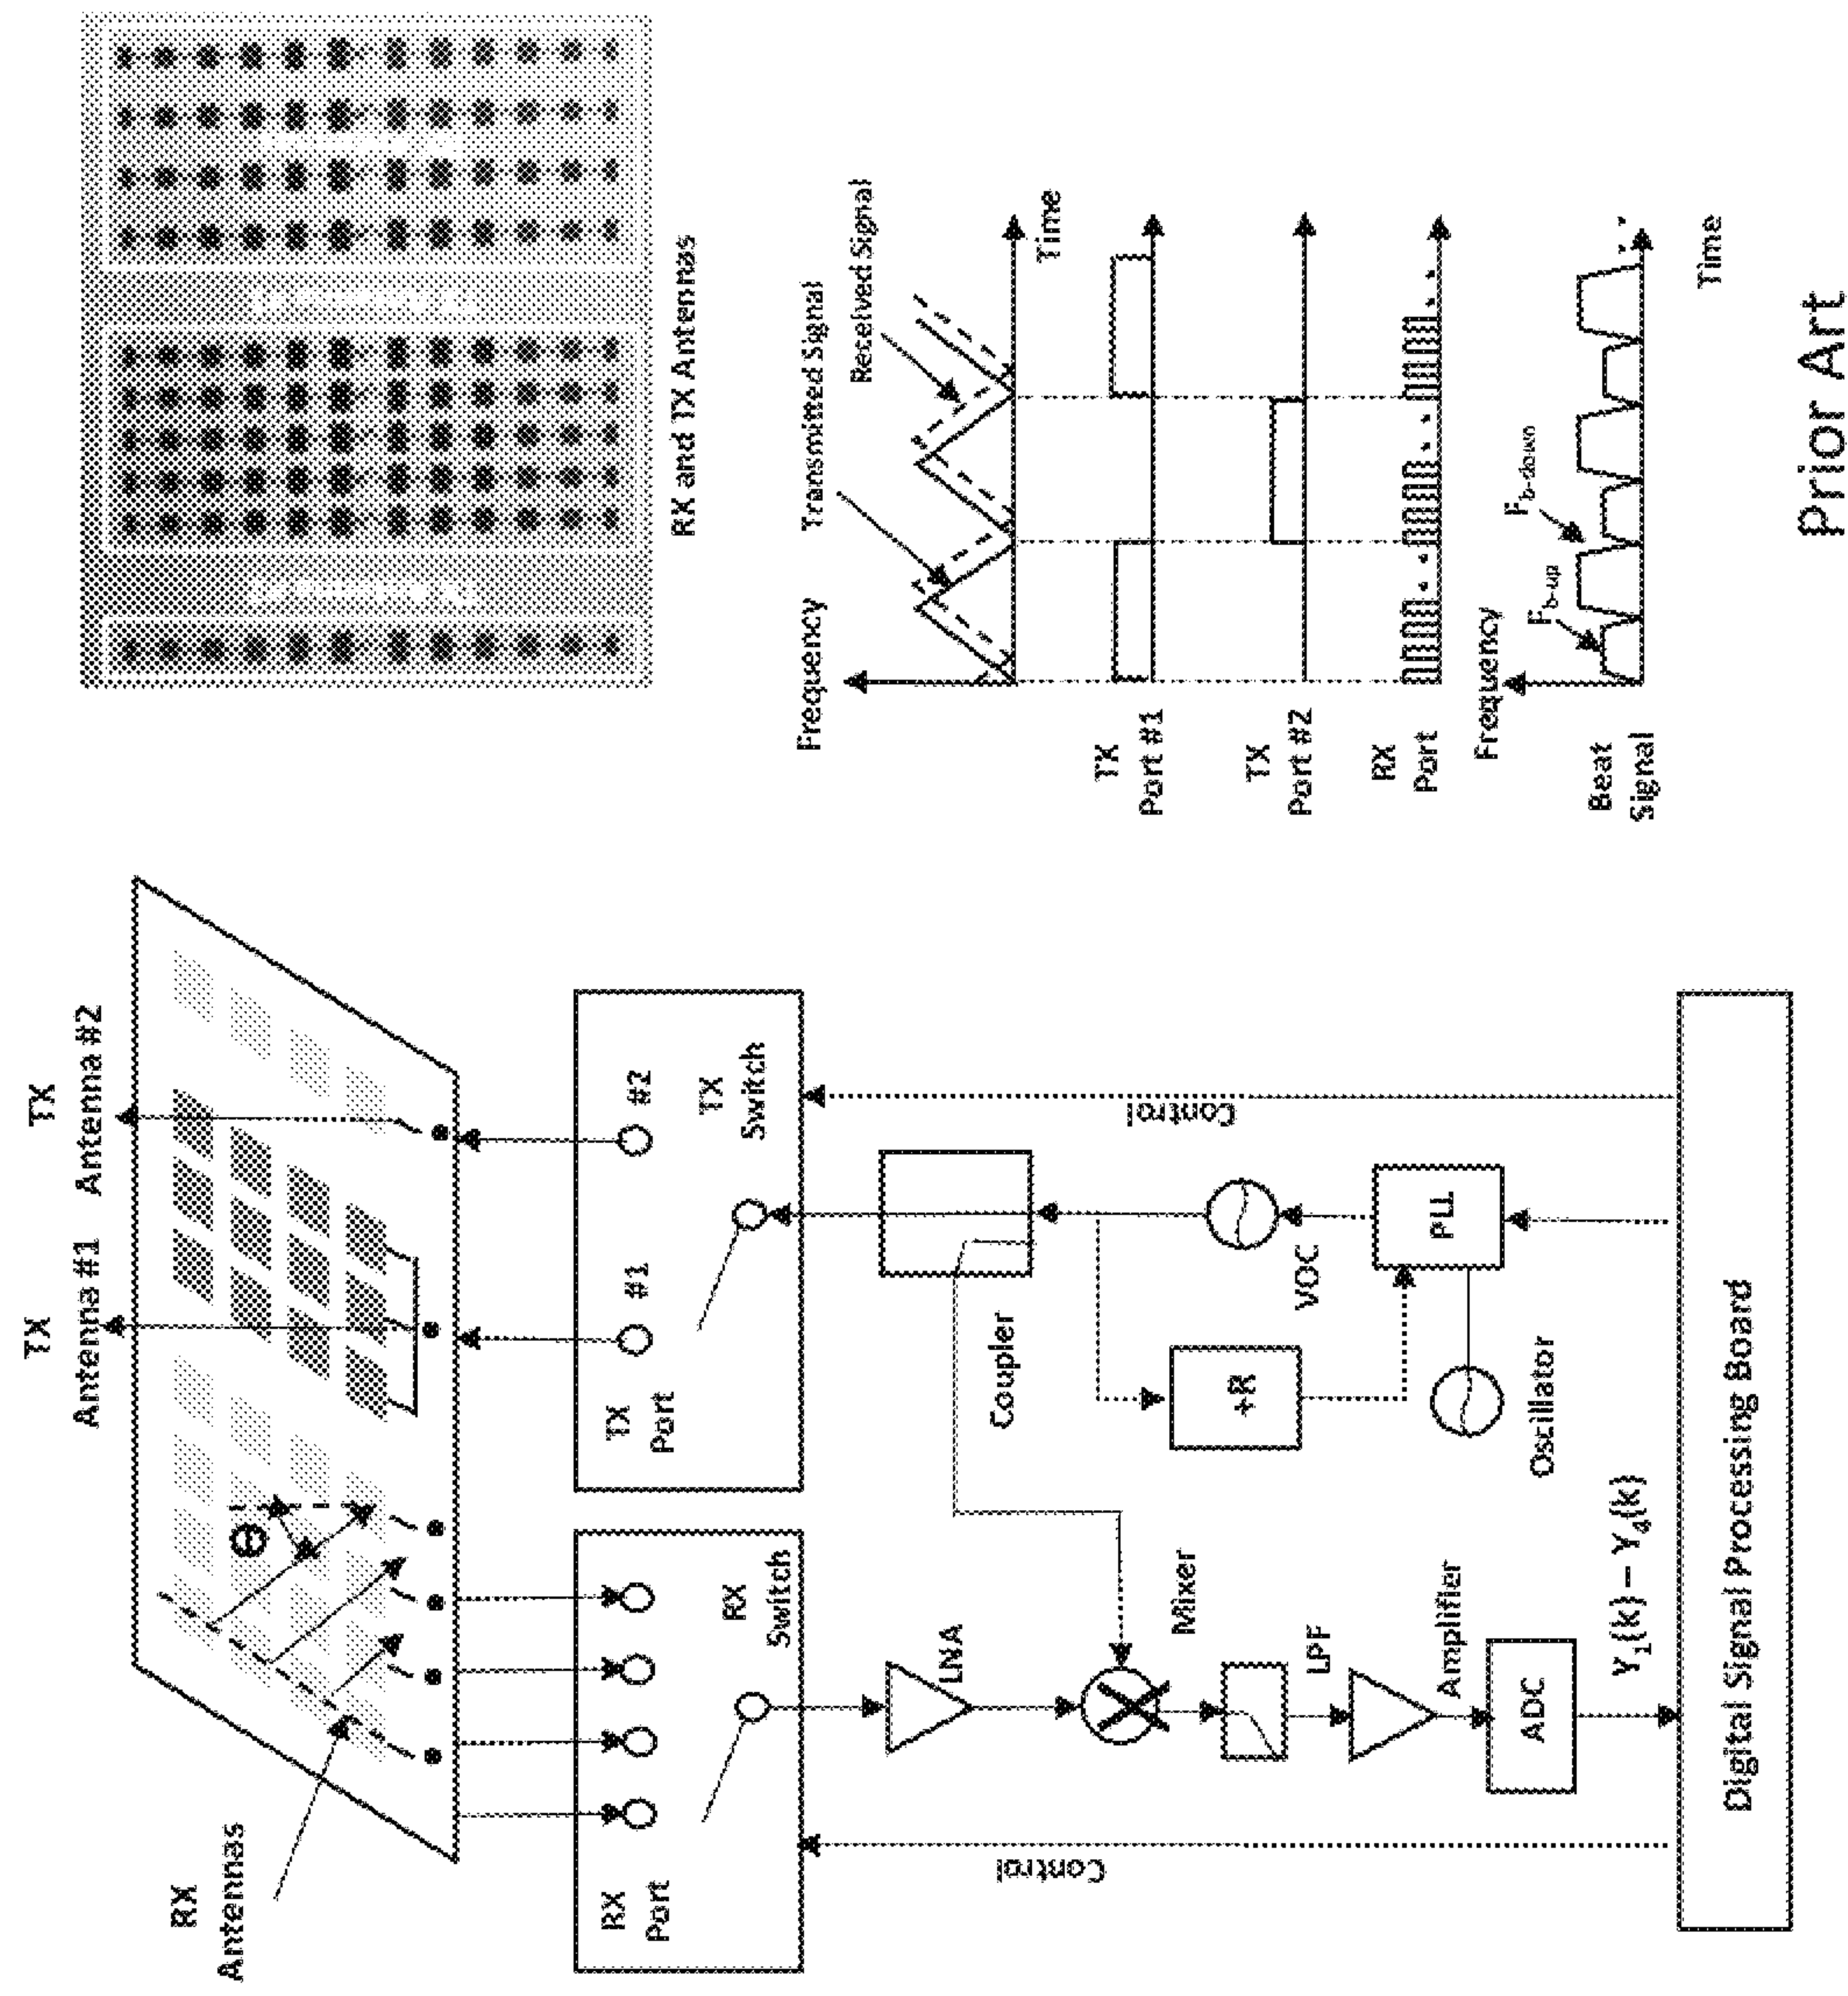 RX
Antennas
TX
Antenna #1
TX
Antenna #2
Θ
RX
Port
RX
Switch
TX
Port
#1
#2
TX
Switch
LNA
Mixer
LPF
Amplifier
ADC
Y₁(k) – Y₄(k)
Coupler
÷R
VOC
PLL
Oscillator
Control
Control
Digital Signal Processing Board
RX and TX Antennas
Frequency
Transmitted Signal
Received Signal
Time
TX
Port #1
TX
Port #2
RX
Port
Frequency
Beat
Signal
F b-up
F b-down
Time
Prior Art